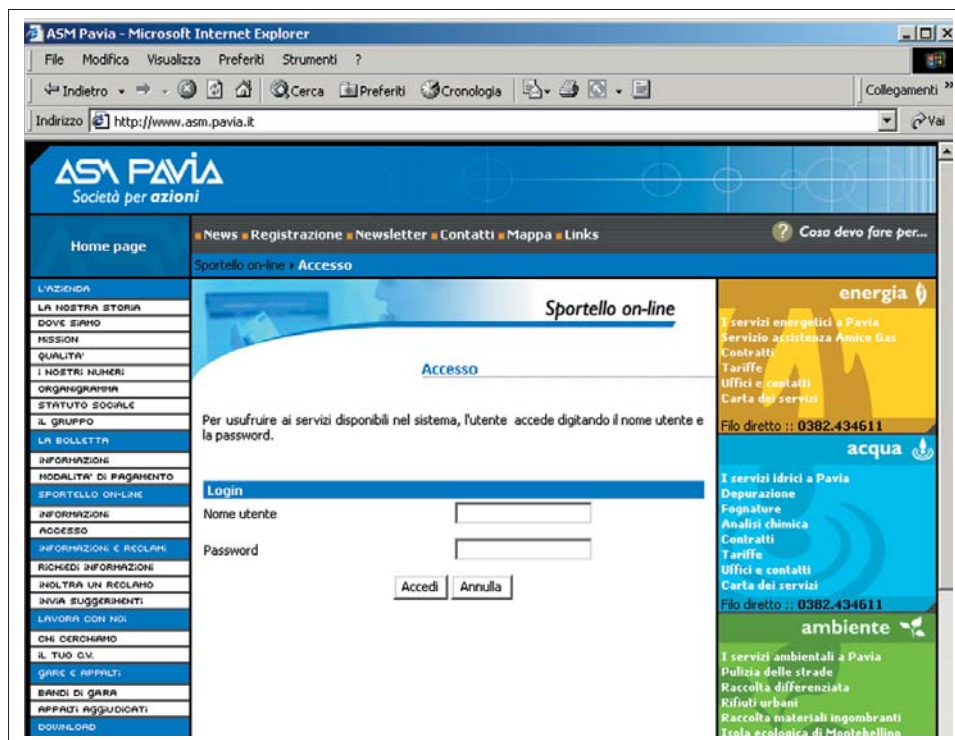 ASM Pavia - Microsoft Internet Explorer
File Modifica Visualizza Preferiti Strumenti ?
Indietro Cerca Preferiti Cronologia Collegamenti »
Indirizzo http://www.asm.pavia.it Vai
ASM PAVIA
Società per azioni
Home page
News Registrazione Newsletter Contatti Mappa Links
? Cosa devo fare per...
Sportello on-line Accesso
L'AZIENDA
LA NOSTRA STORIA
DOVE SIAMO
MISSION
QUALITA'
I NOSTRI NUMERI
ORGANIGRAMMA
STATUTO SOCIALE
IL GRUPPO
LA BOLLETTA
INFORMAZIONI
MODALITA' DI PAGAMENTO
SPORTELLO ON-LINE
INFORMAZIONI
ACCESSO
INFORMAZIONI E RECLAMI
RICHIEDI INFORMAZIONI
INOLTRA UN RECLAMO
INVIA SUGGERIMENTI
LAVORA CON NOI
CHI CERCHIAMO
IL TUO C.V.
GARE E APPALTI
BANDI DI GARA
APPALTI AGGIUDICATI
DOWNLOAD
Sportello on-line
Accesso
Per usufruire ai servizi disponibili nel sistema, l'utente accede digitando il nome utente e
la password.
Login
Nome utente
Password
Accedi Annulla
energia
I servizi energetici a Pavia
Servizio assistenza Amico Gas
Contratti
Tariffe
Uffici e contatti
Carta dei servizi
Filo diretto :: 0382.434611
acqua
I servizi idrici a Pavia
Depurazione
Fognature
Analisi chimica
Contratti
Tariffe
Uffici e contatti
Carta dei servizi
Filo diretto :: 0382.434611
ambiente
I servizi ambientali a Pavia
Pulizia delle strade
Raccolta differenziata
Rifiuti urbani
Raccolta materiali ingombranti
Isola ecologica di Montebellino